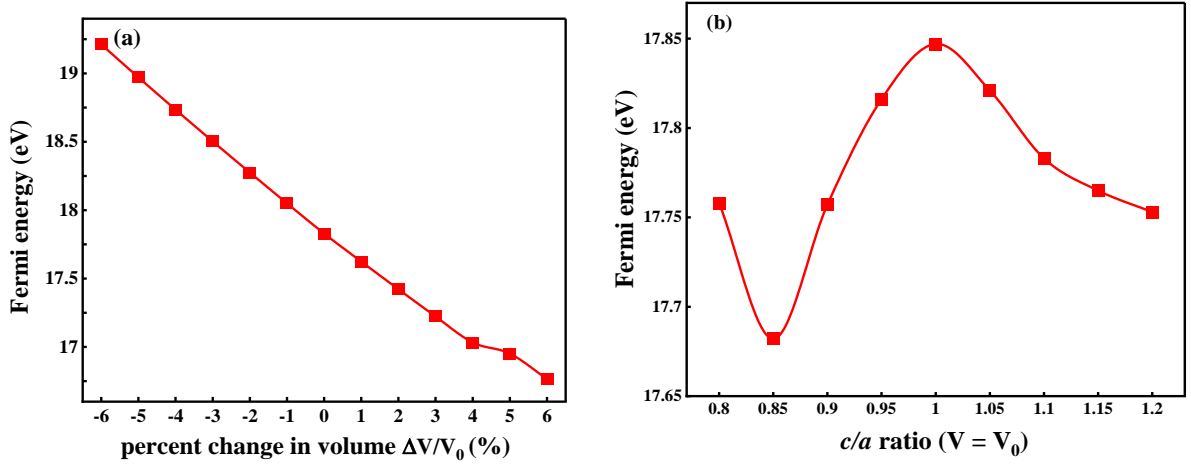 (a)
Fermi energy (eV)
19
18.5
18
17.5
17
-6 -5 -4 -3 -2 -1 0 1 2 3 4 5 6
percent change in volume ΔV/V₀ (%)
(b)
Fermi energy (eV)
17.85
17.8
17.75
17.7
17.65
0.8 0.85 0.9 0.95 1 1.05 1.1 1.15 1.2
c/a ratio (V = V₀)